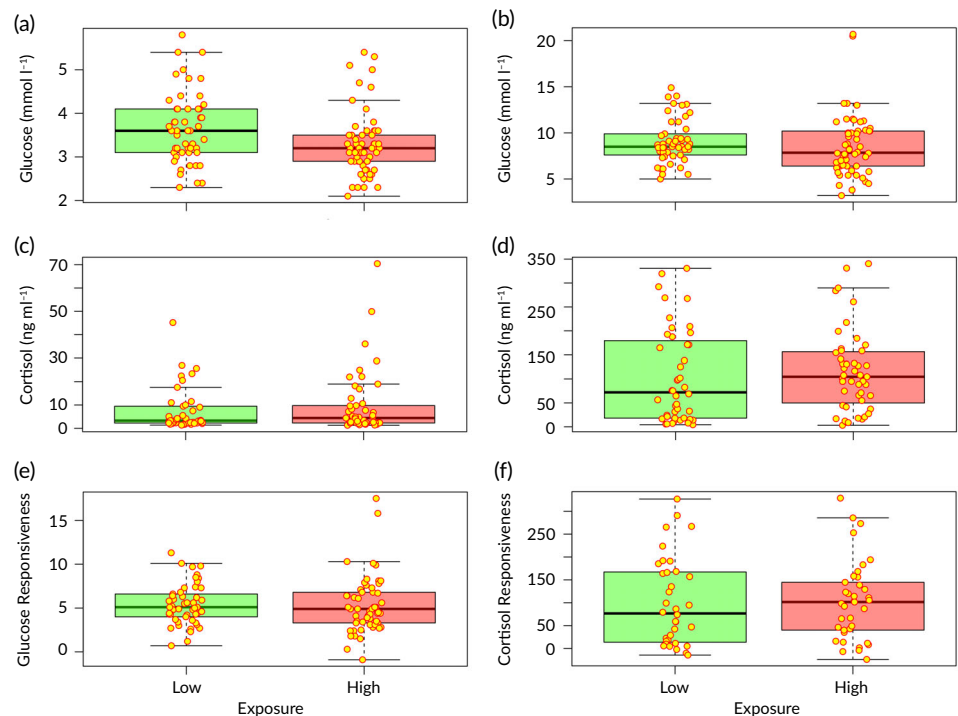 (a)
Glucose (mmol l⁻¹)
5
4
3
2
(b)
Glucose (mmol l⁻¹)
20
15
10
5
(c)
Cortisol (ng ml⁻¹)
70
50
30
10
0
(d)
Cortisol (ng ml⁻¹)
350
250
150
50
0
(e)
Glucose Responsiveness
15
10
5
0
Low
High
Exposure
(f)
Cortisol Responsiveness
250
150
50
0
Low
High
Exposure